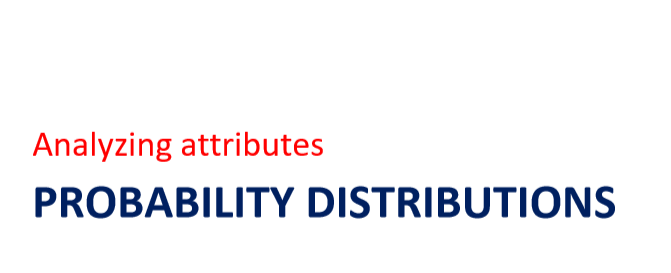 Analyzing attributes
PROBABILITY DISTRIBUTIONS